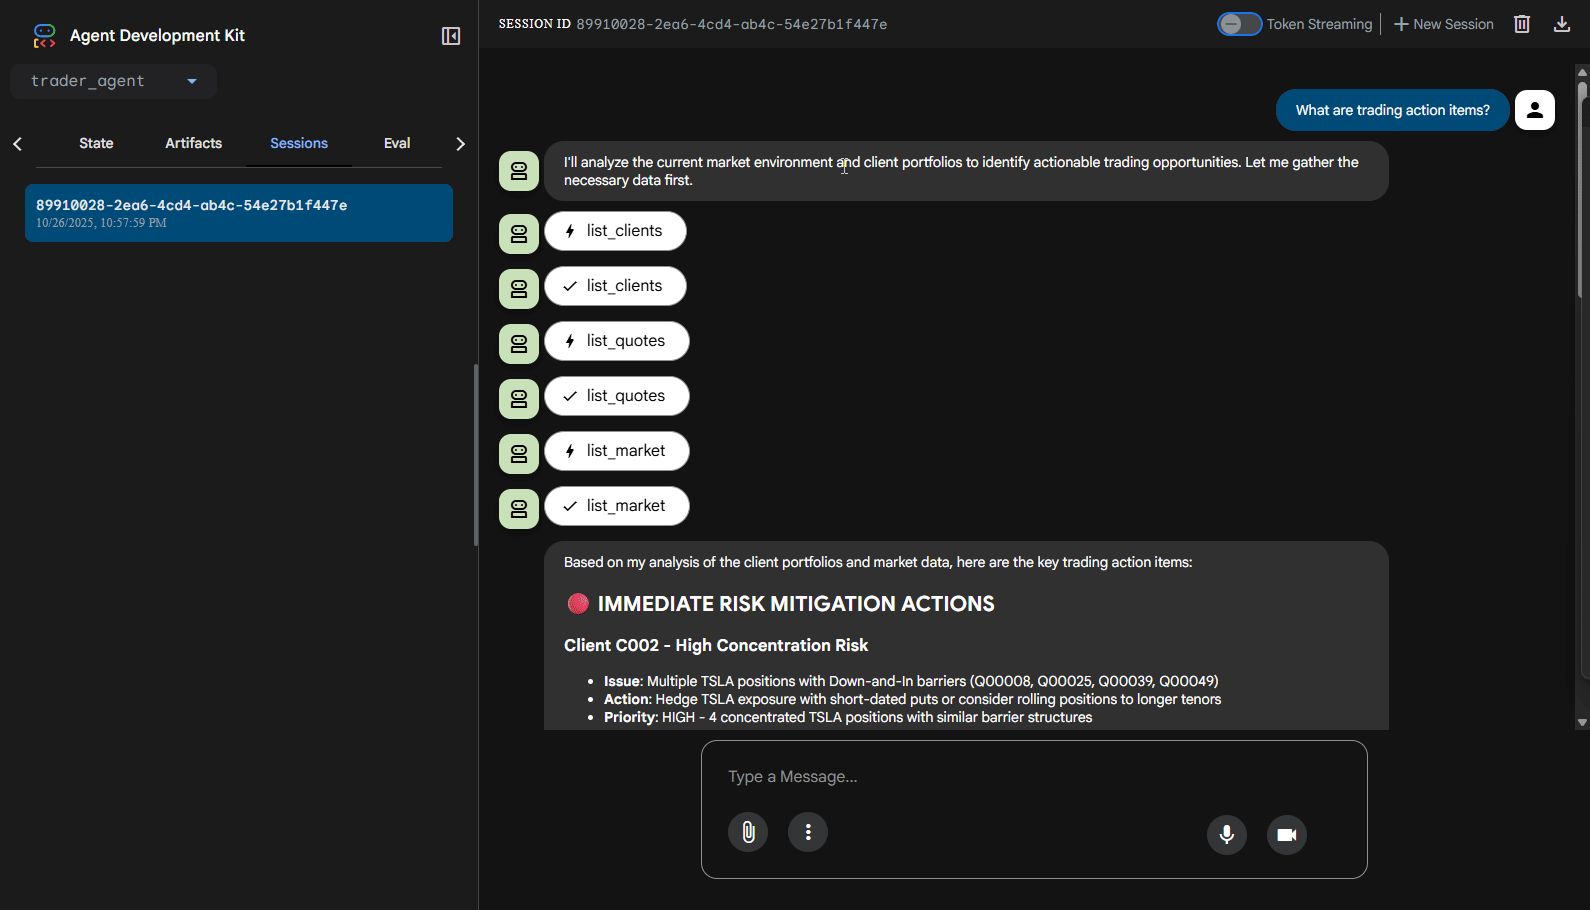 Agent Development Kit
trader_agent
State Artifacts Sessions Eval
89910028-2ea6-4cd4-ab4c-54e27b1f447e
10/26/2025, 10:57:59 PM
SESSION ID 89910028-2ea6-4cd4-ab4c-54e27b1f447e
Token Streaming
New Session
What are trading action items?
I'll analyze the current market environment and client portfolios to identify actionable trading opportunities. Let me gather the
necessary data first.
list_clients
list_clients
list_quotes
list_quotes
list_market
list_market
Based on my analysis of the client portfolios and market data, here are the key trading action items:
IMMEDIATE RISK MITIGATION ACTIONS
Client C002 - High Concentration Risk
• Issue: Multiple TSLA positions with Down-and-In barriers (Q00008, Q00025, Q00039, Q00049)
• Action: Hedge TSLA exposure with short-dated puts or consider rolling positions to longer tenors
• Priority: HIGH - 4 concentrated TSLA positions with similar barrier structures
Type a Message...